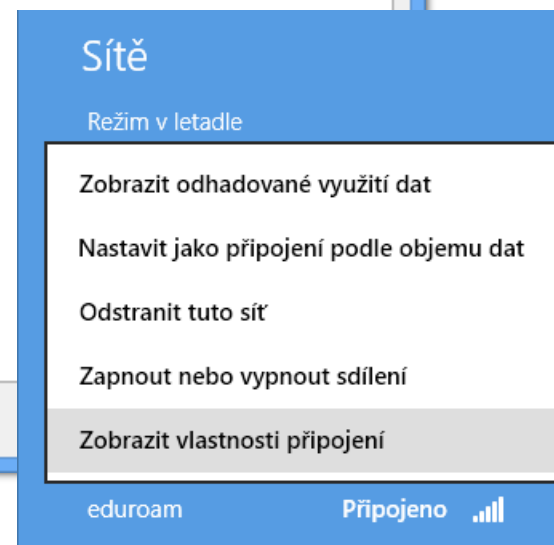 Sítě
Režim v letadle
Zobrazit odhadované využití dat
Nastavit jako připojení podle objemu dat
Odstranit tuto síť
Zapnout nebo vypnout sdílení
Zobrazit vlastnosti připojení
eduroam Připojeno